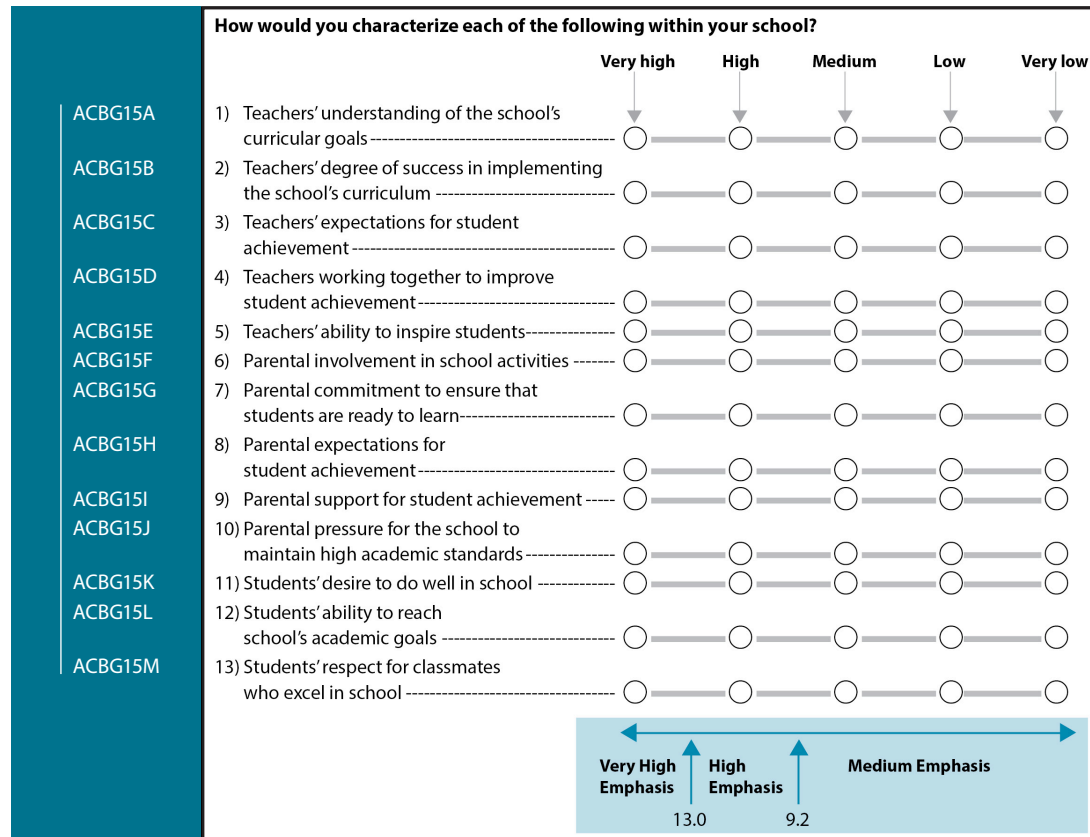 How would you characterize each of the following within your school?
Very high High Medium Low Very low
ACBG15A 1) Teachers' understanding of the school's
curricular goals
ACBG15B 2) Teachers' degree of success in implementing
the school's curriculum
ACBG15C 3) Teachers' expectations for student
achievement
ACBG15D 4) Teachers working together to improve
student achievement
ACBG15E 5) Teachers' ability to inspire students
ACBG15F 6) Parental involvement in school activities
ACBG15G 7) Parental commitment to ensure that
students are ready to learn
ACBG15H 8) Parental expectations for
student achievement
ACBG15I 9) Parental support for student achievement
ACBG15J 10) Parental pressure for the school to
maintain high academic standards
ACBG15K 11) Students' desire to do well in school
ACBG15L 12) Students' ability to reach
school's academic goals
ACBG15M 13) Students' respect for classmates
who excel in school
Very High High Medium Emphasis
Emphasis Emphasis
13.0 9.2